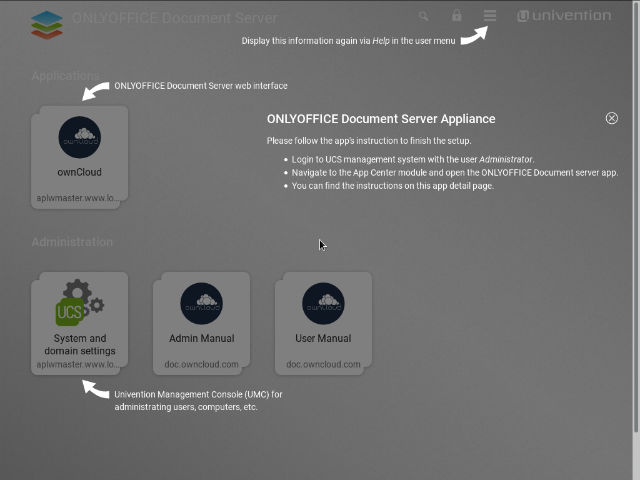 ONLYOFFICE Document Server
univention
Display this information again via Help in the user menu
Applications
ONLYOFFICE Document Server web interface
ownCloud
ownCloud
aplwmaster.www.lo...
ONLYOFFICE Document Server Appliance
Please follow the app's instruction to finish the setup.
Login to UCS management system with the user Administrator.
Navigate to the App Center module and open the ONLYOFFICE Document server app.
You can find the instructions on this app detail page.
Administration
UCS
System and
domain settings
aplwmaster.www.lo...
ownCloud
Admin Manual
doc.owncloud.com
ownCloud
User Manual
doc.owncloud.com
Univention Management Console (UMC) for
administrating users, computers, etc.